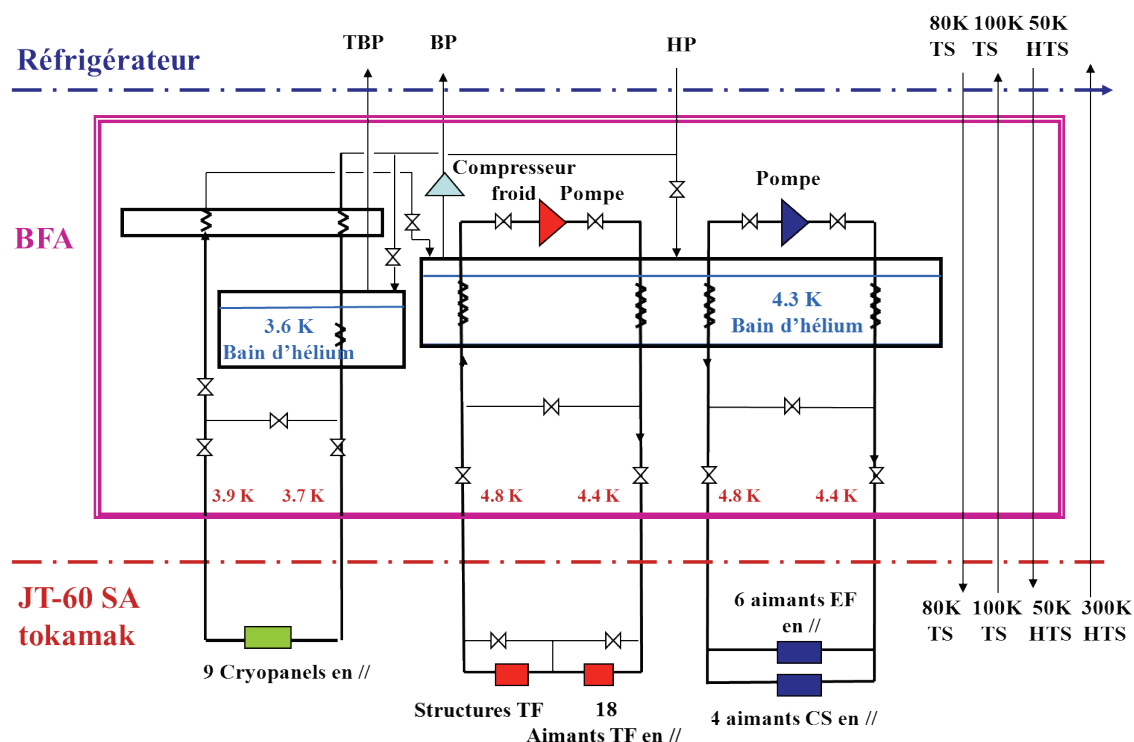 80K 100K 50K
TS TS HTS
TBP BP HP
Réfrigérateur
Compresseur
froid Pompe
Pompe
BFA
3.6 K
Bain d’hélium
4.3 K
Bain d’hélium
3.9 K 3.7 K 4.8 K 4.4 K 4.8 K 4.4 K
JT-60 SA
tokamak
80K 100K 50K 300K
TS TS HTS HTS
6 aimants EF
en //
9 Cryopanels en //
Structures TF
18
Aimants TF en //
4 aimants CS en //